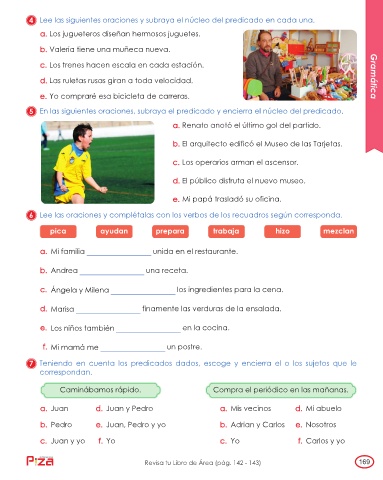 4 Lee las siguientes oraciones y subraya el núcleo del predicado en cada una.
a. Los jugueteros diseñan hermosos juguetes.
b. Valeria tiene una muñeca nueva.
c. Los trenes hacen escala en cada estación.
d. Las ruletas rusas giran a toda velocidad.
e. Yo compraré esa bicicleta de carreras.
Gramática
5 En las siguientes oraciones, subraya el predicado y encierra el núcleo del predicado.
a. Renato anotó el último gol del partido.
b. El arquitecto edificó el Museo de las Tarjetas.
c. Los operarios arman el ascensor.
d. El público disfruta el nuevo museo.
e. Mi papá trasladó su oficina.
6 Lee las oraciones y complétalas con los verbos de los recuadros según corresponda.
pica ayudan prepara trabaja hizo mezclan
a. Mi familia ______________ unida en el restaurante.
b. Andrea ______________ una receta.
c. Ángela y Milena ______________ los ingredientes para la cena.
d. Marisa ______________ finamente las verduras de la ensalada.
e. Los niños también ______________ en la cocina.
f. Mi mamá me ______________ un postre.
7 Teniendo en cuenta los predicados dados, escoge y encierra el o los sujetos que le
correspondan.
Caminábamos rápido. Compra el periódico en las mañanas.
a. Juan d. Juan y Pedro a. Mis vecinos d. Mi abuelo
b. Pedro e. Juan, Pedro y yo b. Adrian y Carlos e. Nosotros
c. Juan y yo f. Yo c. Yo f. Carlos y yo
Revisa tu Libro de Área (pág. 142 - 143)
169